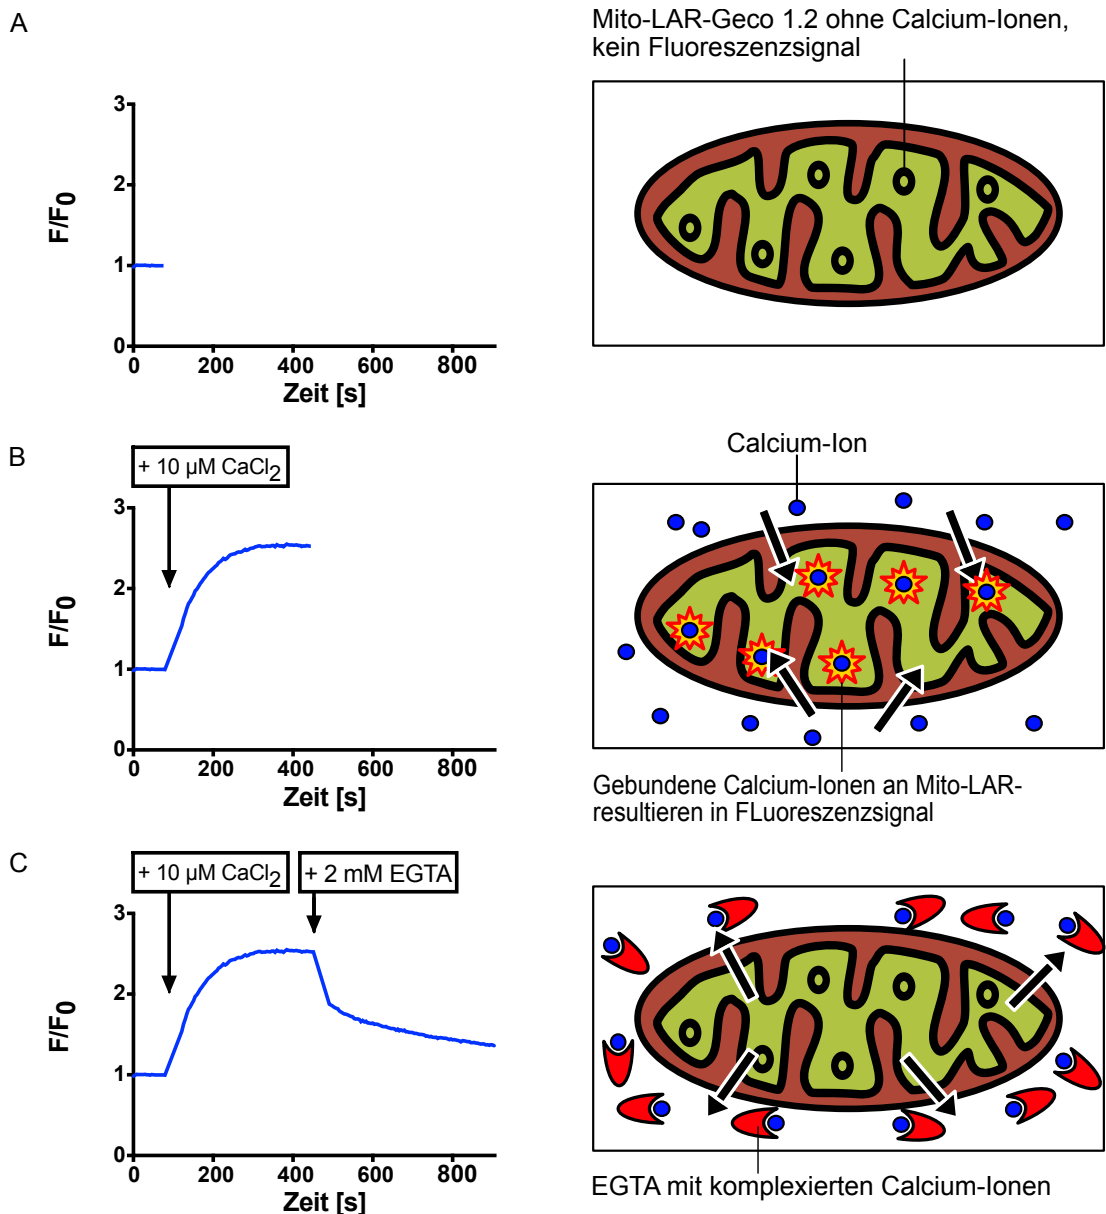 A
Mito-LAR-Geco 1.2 ohne Calcium-Ionen,
kein Fluoreszenzsignal
3
2
1
0
F/F0
200
400
600
800
Zeit [s]
B
+ 10 µM CaCl2
Calcium-Ion
3
2
1
0
F/F0
0
200
400
600
800
Zeit [s]
Gebundene Calcium-Ionen an Mito-LAR-
resultieren in FLuoreszenzsignal
C
+ 10 µM CaCl2
+ 2 mM EGTA
3
2
1
0
F/F0
0
200
400
600
800
Zeit [s]
EGTA mit komplexierten Calcium-Ionen